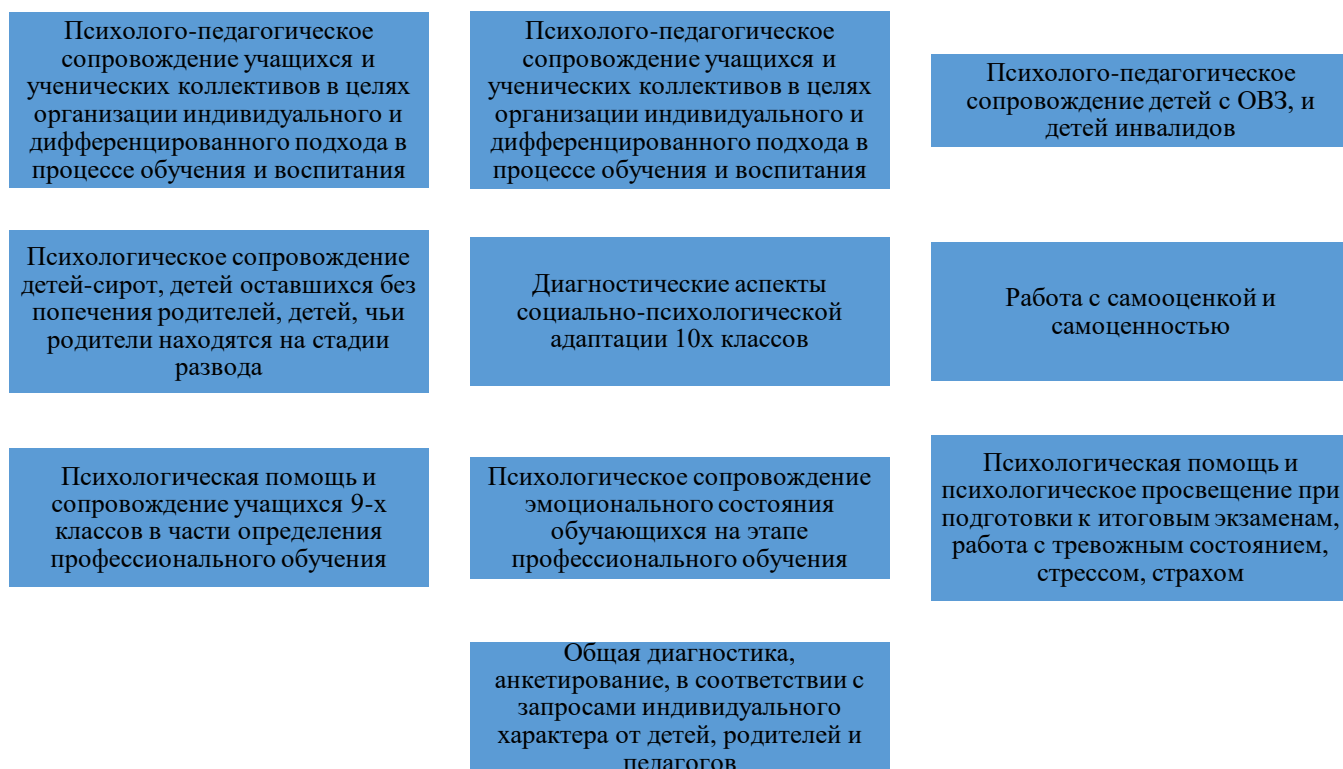 Психолого-педагогическое
сопровождение учащихся и
ученических коллективов в целях
организации индивидуального и
дифференцированного подхода в
процессе обучения и воспитания
Психолого-педагогическое
сопровождение учащихся и
ученических коллективов в целях
организации индивидуального и
дифференцированного подхода в
процессе обучения и воспитания
Психолого-педагогическое
сопровождение детей с ОВЗ, и
детей инвалидов
Психологическое сопровождение
детей-сирот, детей оставшихся без
попечения родителей, детей, чьи
родители находятся на стадии
развода
Диагностические аспекты
социально-психологической
адаптации 10х классов
Работа с самооценкой и
самоценностью
Психологическая помощь и
сопровождение учащихся 9-х
классов в части определения
профессионального обучения
Психологическое сопровождение
эмоционального состояния
обучающихся на этапе
профессионального обучения
Психологическая помощь и
психологическое просвещение при
подготовки к итоговым экзаменам,
работа с тревожным состоянием,
стрессом, страхом
Общая диагностика,
анкетирование, в соответствии с
запросами индивидуального
характера от детей, родителей и
педагогов